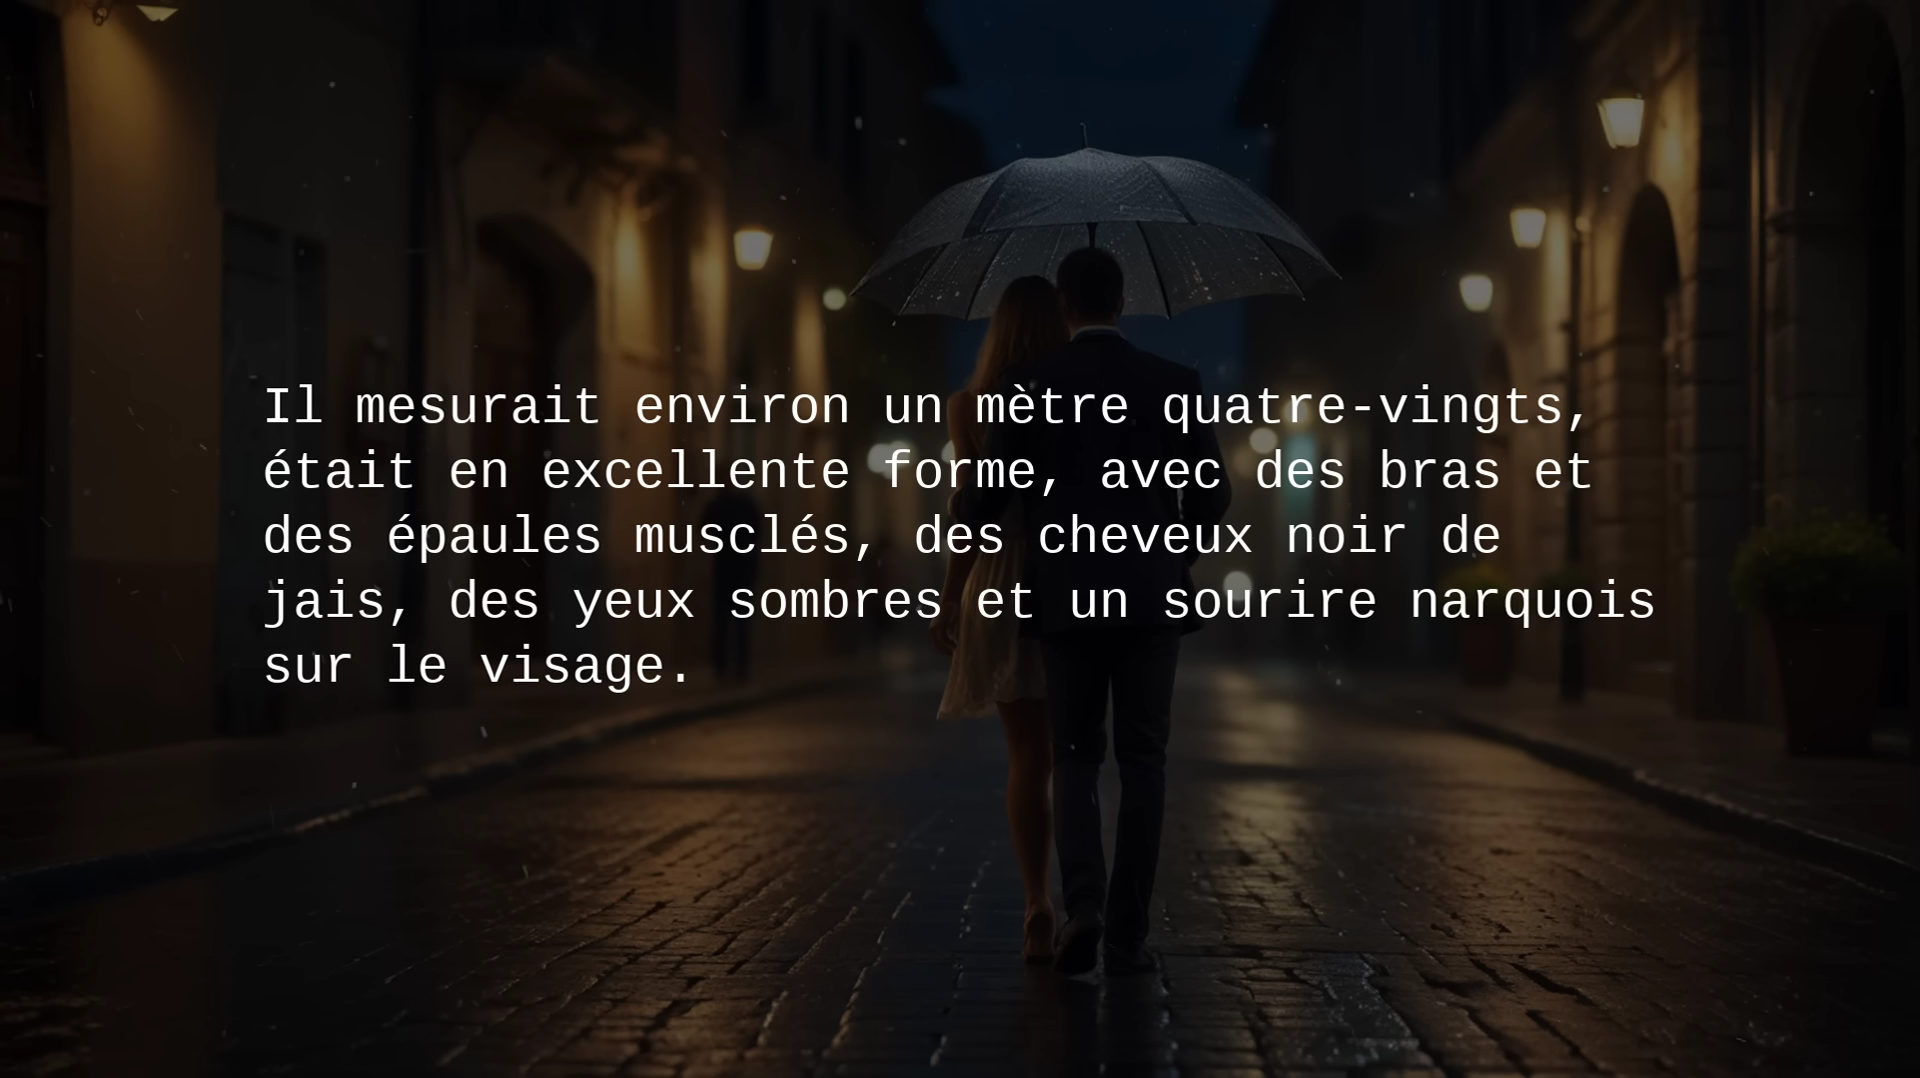 Il mesurait environ un mètre quatre-vingts,
était en excellente forme, avec des bras et
des épaules musclés, des cheveux noir de
jais, des yeux sombres et un sourire narquois
sur le visage.